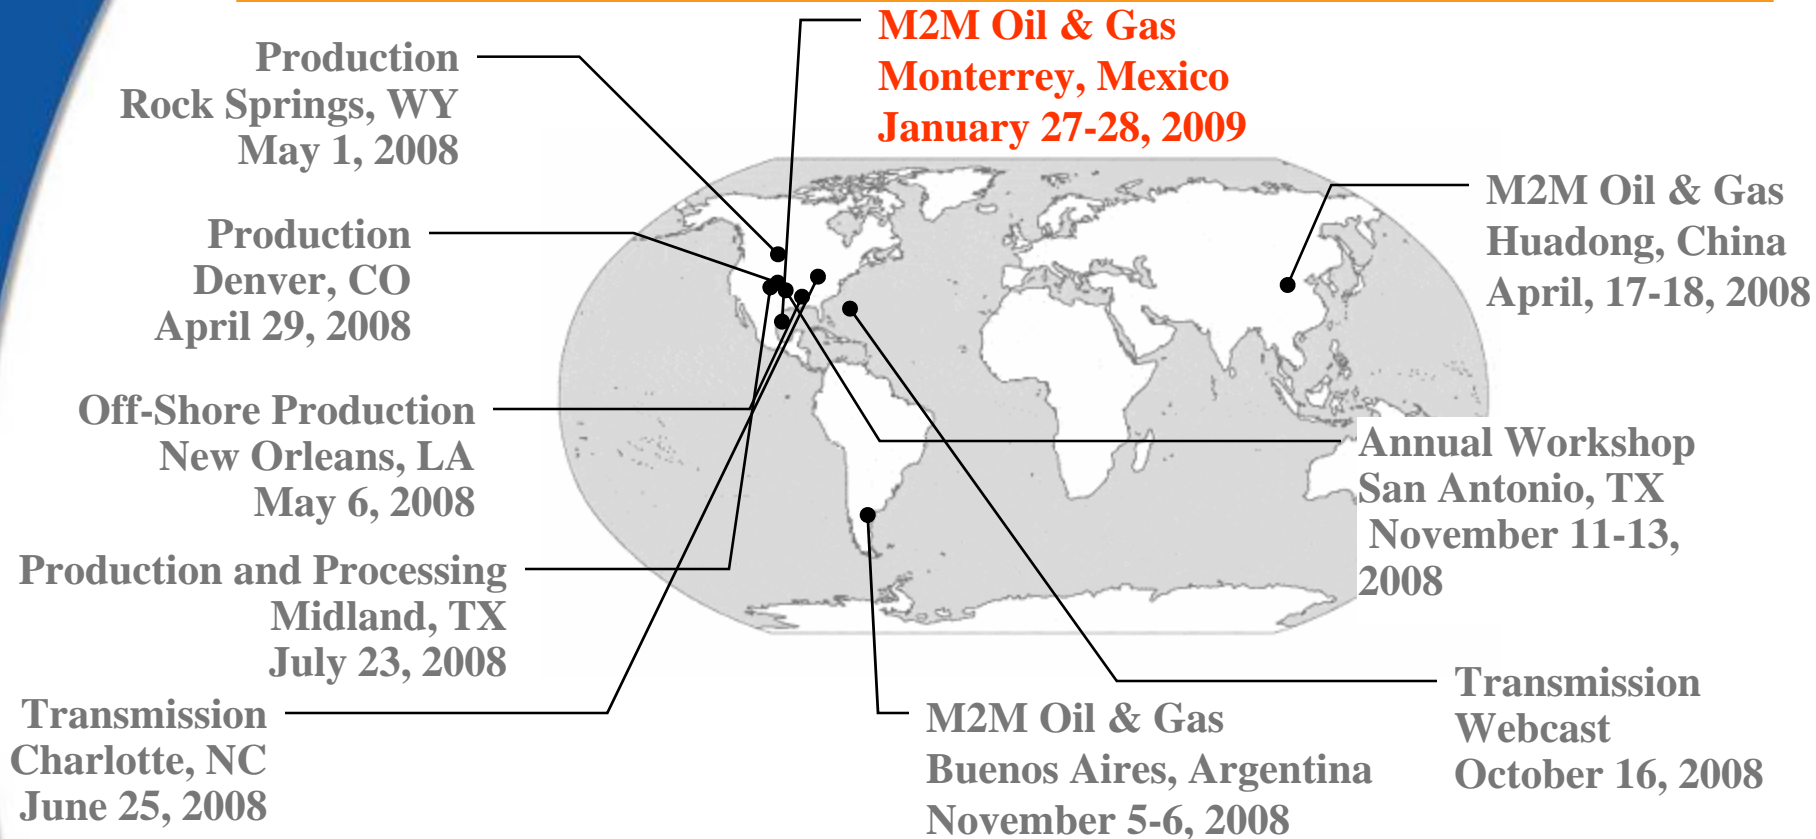 M2M Oil & Gas
Monterrey, Mexico
January 27-28, 2009
Production
Rock Springs, WY
May 1, 2008
M2M Oil & Gas
Huadong, China
April, 17-18, 2008
Production
Denver, CO
April 29, 2008
Off-Shore Production
New Orleans, LA
May 6, 2008
Annual Workshop
San Antonio, TX
November 11-13,
2008
Production and Processing
Midland, TX
July 23, 2008
Transmission
Webcast
October 16, 2008
Transmission
Charlotte, NC
June 25, 2008
M2M Oil & Gas
Buenos Aires, Argentina
November 5-6, 2008